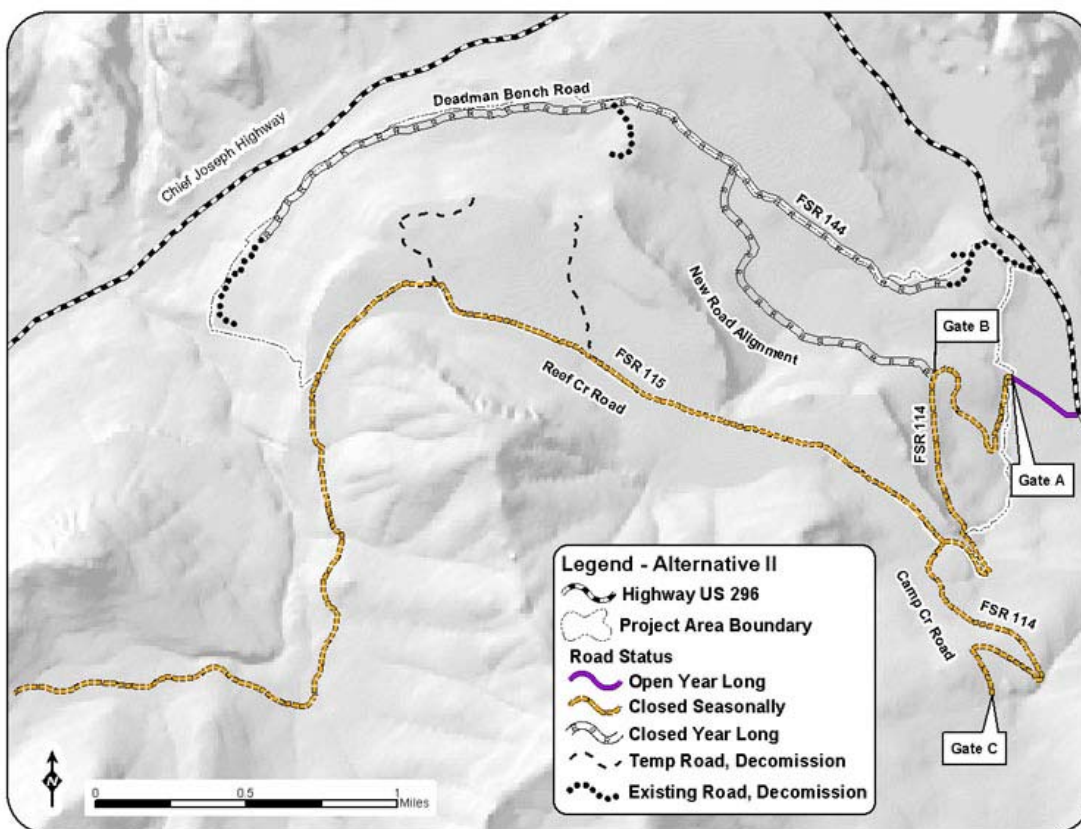 Deadman Bench Road
Chief Joseph Highway
FSR 144
New Road Alignment
Gate B
FSR 115
Reef Cr Road
FSR 114
Gate A
Camp Cr Road
FSR 114
Gate C
Legend - Alternative II
Highway US 296
Project Area Boundary
Road Status
Open Year Long
Closed Seasonally
Closed Year Long
Temp Road, Decomission
Existing Road, Decomission
N
0 0.5 1
Miles